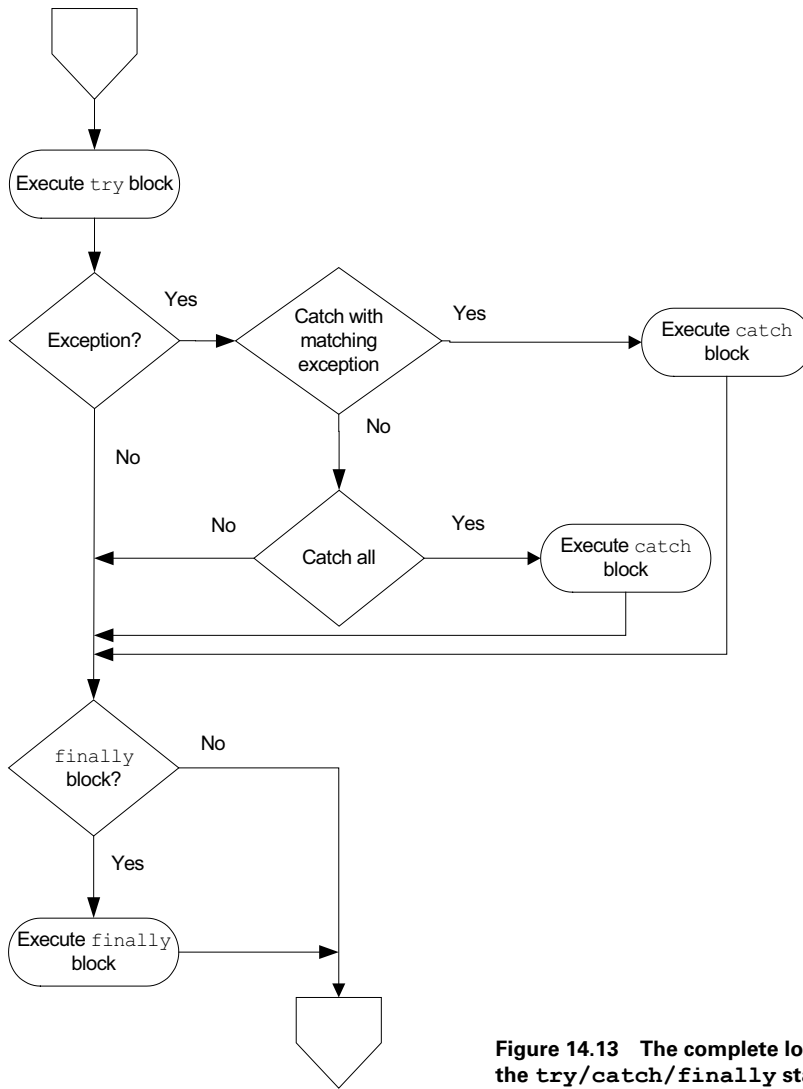 Execute try block
Yes
Yes
Exception?
Catch with
matching
exception
Execute catch
block
No
No
No
Yes
Catch all
Execute catch
block
No
finally
block?
Yes
Execute finally
block
Figure 14.13 The complete
the try/catch/finally